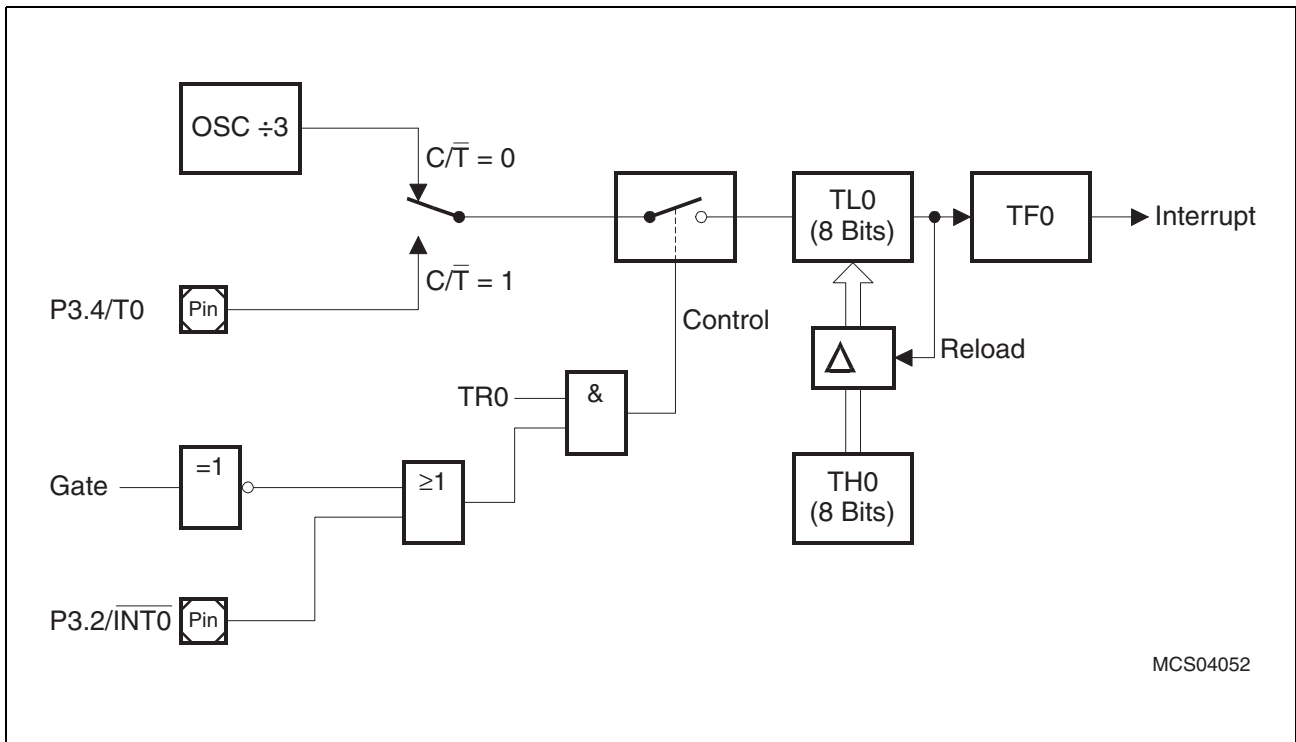 OSC ÷3
C/T̅ = 0
TL0
(8 Bits)
TF0
Interrupt
C/T̅ = 1
P3.4/T0
Pin
Control
Reload
TR0
&
=1
Gate
≥1
TH0
(8 Bits)
P3.2/I̅N̅T̅0̅
Pin
MCS04052